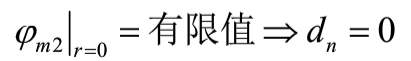 φ_{m2}|_{r=0} = 有限值 ⇒ d_n = 0